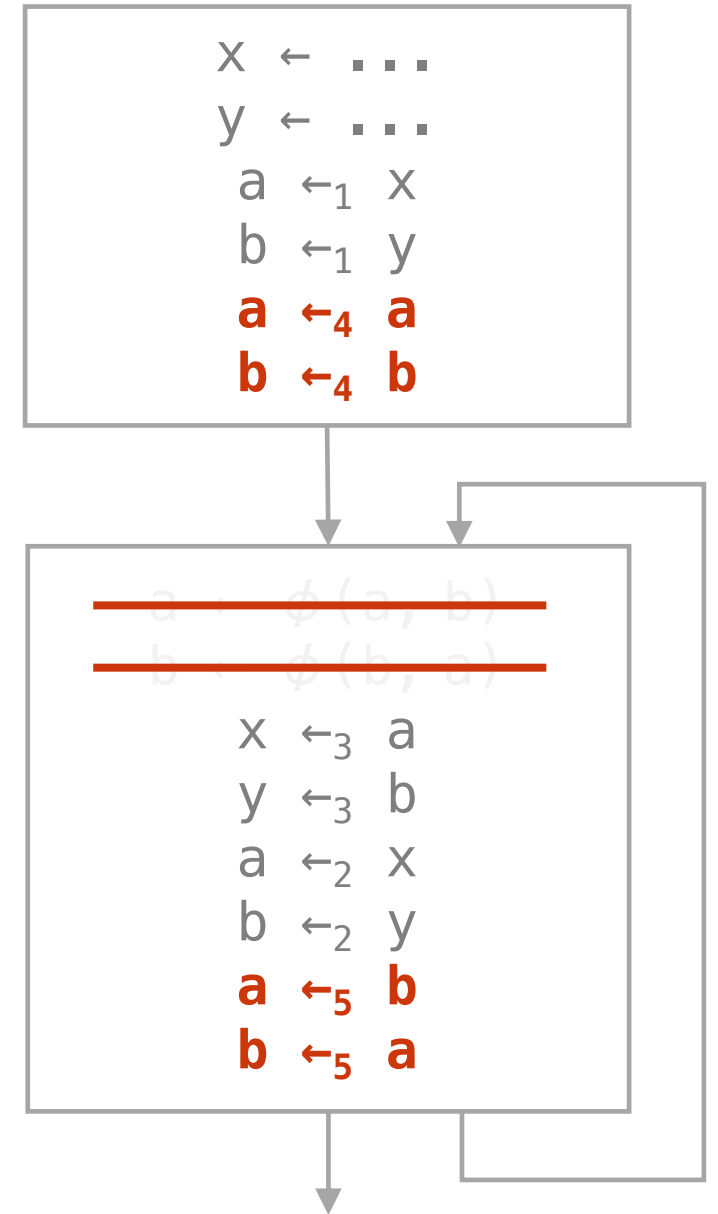 x ← ...
y ← ...
a ←₁ x
b ←₁ y
a ←₄ a
b ←₄ b
a ← ϕ(a, b)
b ← ϕ(b, a)
x ←₃ a
y ←₃ b
a ←₂ x
b ←₂ y
a ←₅ b
b ←₅ a